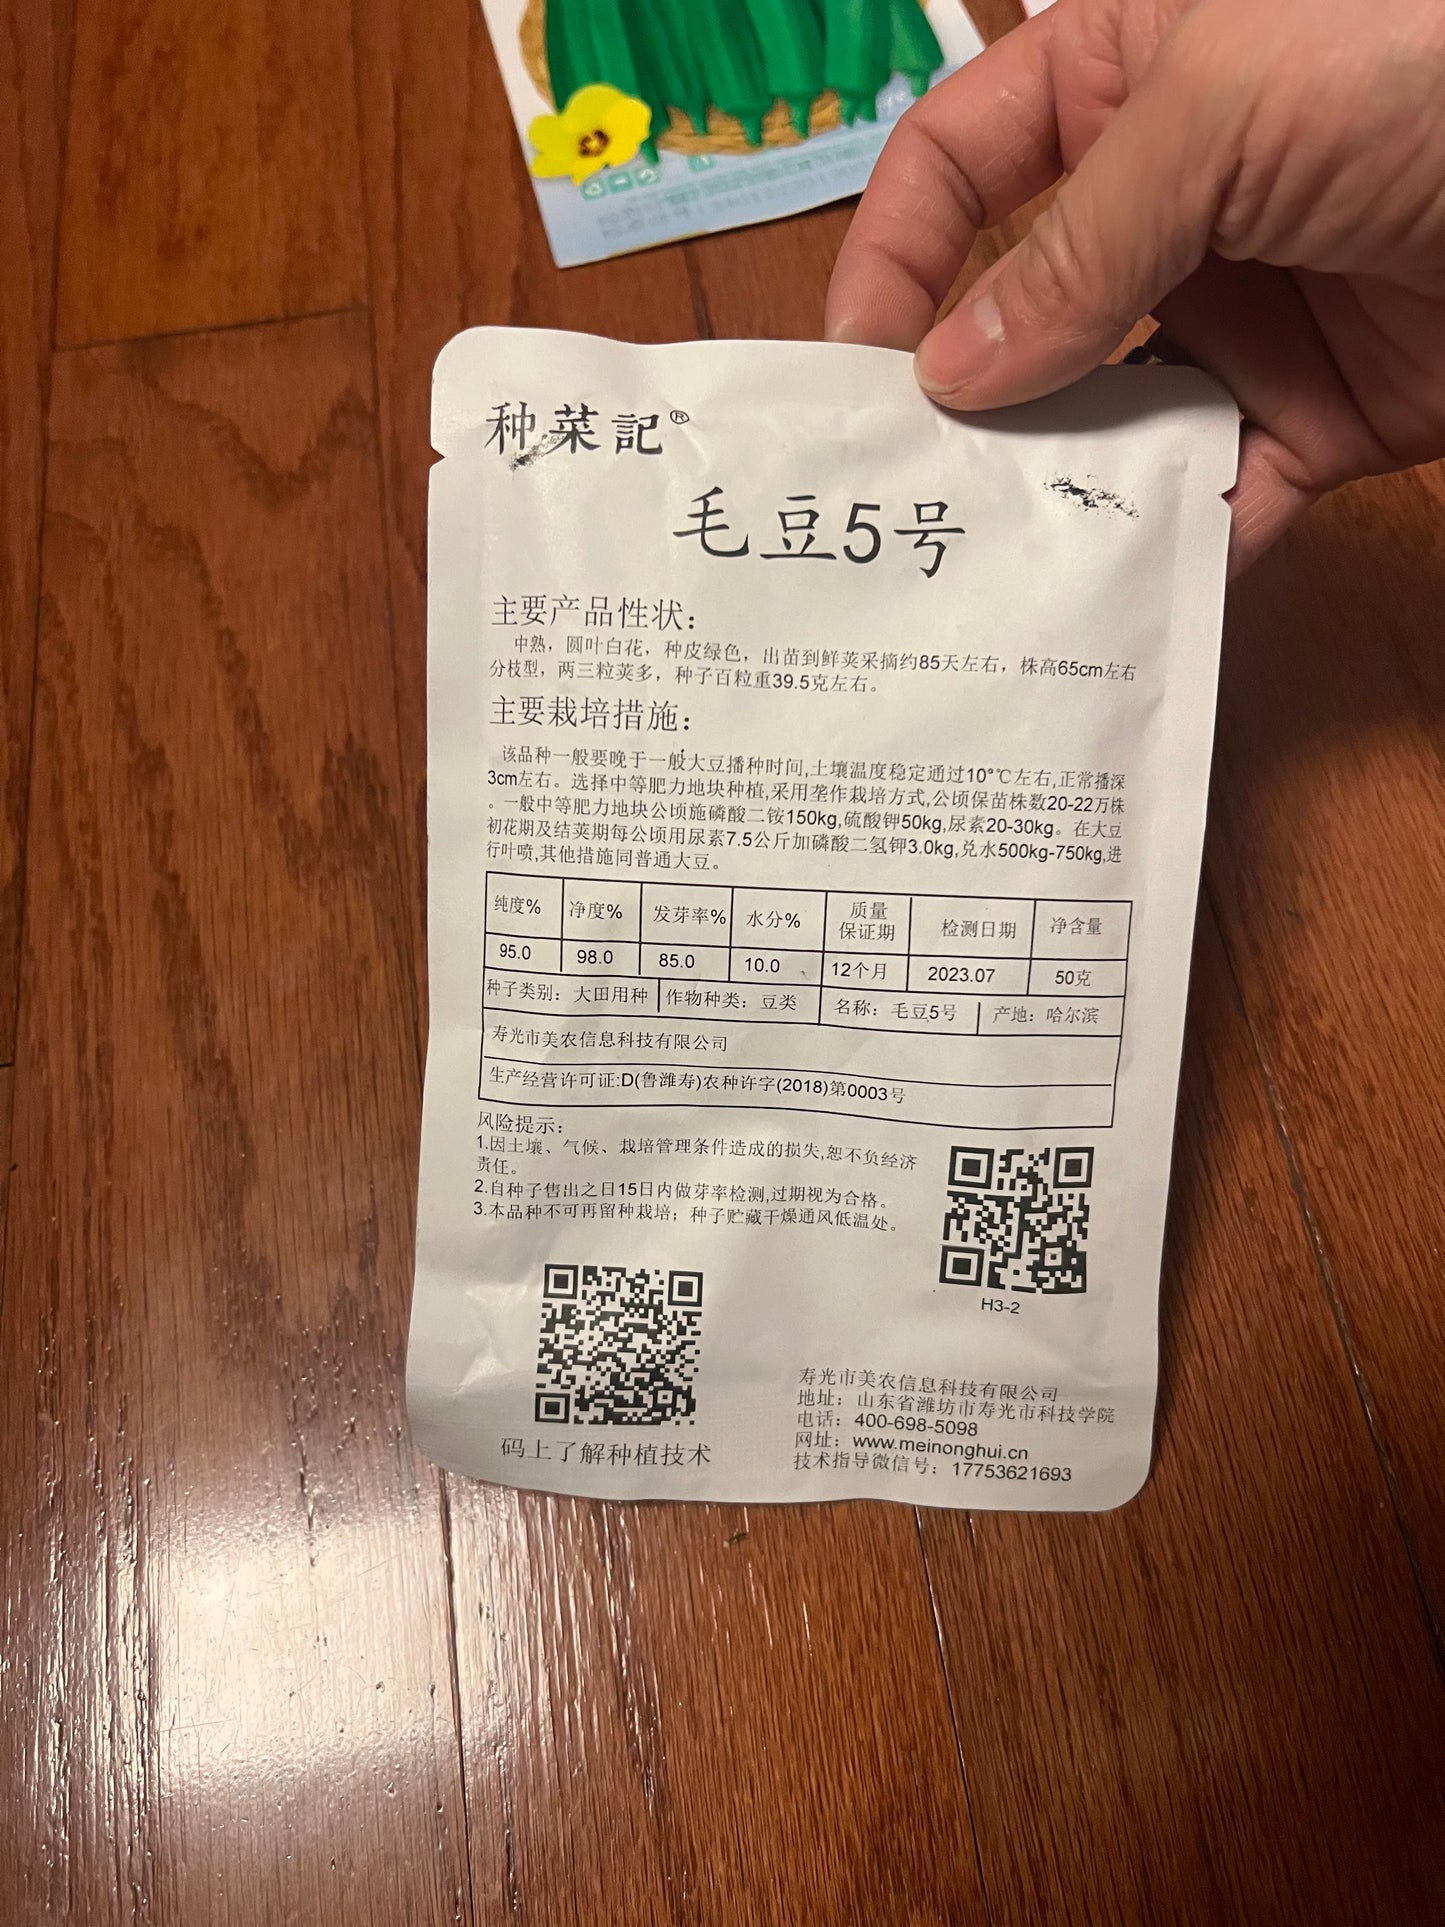 种菜記®
毛豆5号
主要产品性状：
中熟，圆叶白花，种皮绿色，出苗到鲜荚采摘约85天左右，株高65cm左右
分枝型，两三粒荚多，种子百粒重39.5克左右。
主要栽培措施：
该品种一般要晚于一般大豆播种时间,土壤温度稳定通过10°℃左右,正常播深
3cm左右。选择中等肥力地块种植,采用垄作栽培方式,公顷保苗株数20-22万株
。一般中等肥力地块公顷施磷酸二铵150kg,硫酸钾50kg,尿素20-30kg。在大豆
初花期及结荚期每公顷用尿素7.5公斤加磷酸二氢钾3.0kg,兑水500kg-750kg,进
行叶喷,其他措施同普通大豆。
纯度% 净度% 发芽率% 水分% 质量保证期 检测日期 净含量
95.0 98.0 85.0 10.0 12个月 2023.07 50克
种子类别：大田用种 作物种类：豆类 名称：毛豆5号 产地：哈尔滨
寿光市美农信息科技有限公司
生产经营许可证:D(鲁潍寿)农种许字(2018)第0003号
风险提示：
1.因土壤、气候、栽培管理条件造成的损失,恕不负经济
责任。
2.自种子售出之日15日内做芽率检测,过期视为合格。
3.本品种不可再留种栽培；种子贮藏干燥通风低温处。
H3-2
码上了解种植技术
寿光市美农信息科技有限公司
地址：山东省潍坊市寿光市科技学院
电话：400-698-5098
网址：www.meinonghui.cn
技术指导微信号：17753621693